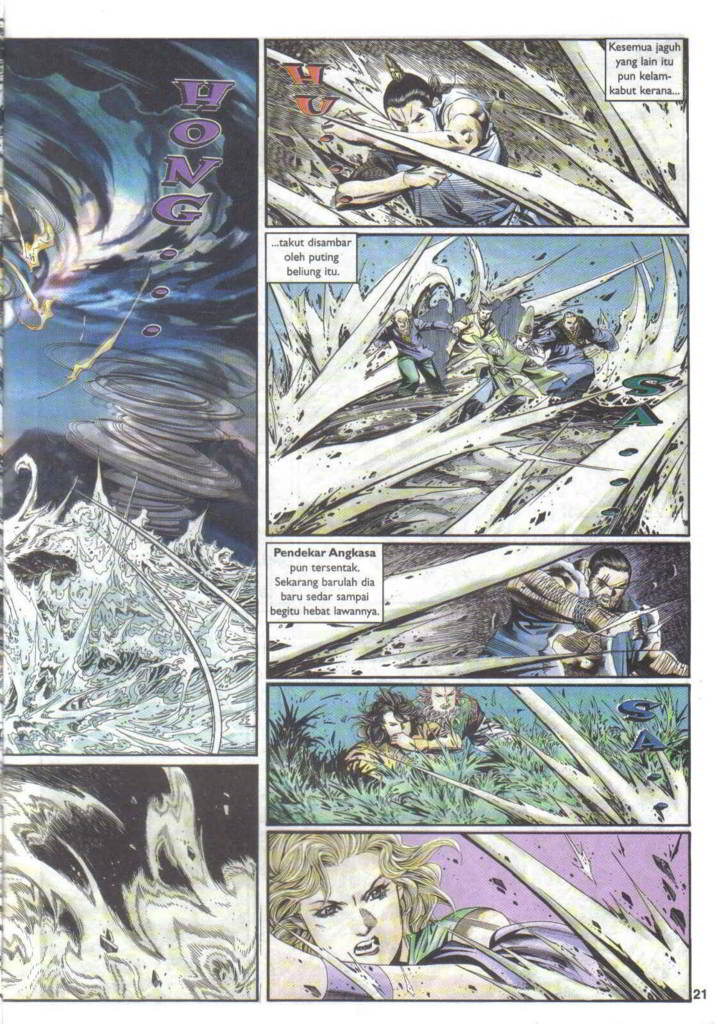 HONG...
HU...
Kesemua jaguh
yang lain itu
pun kelam-
kabut kerana...
...takut disambar
oleh puting
beliung itu.
SA...
Pendekar Angkasa
pun tersentak.
Sekarang barulah dia
baru sedar sampai
begitu hebat lawannya.
SA..
21